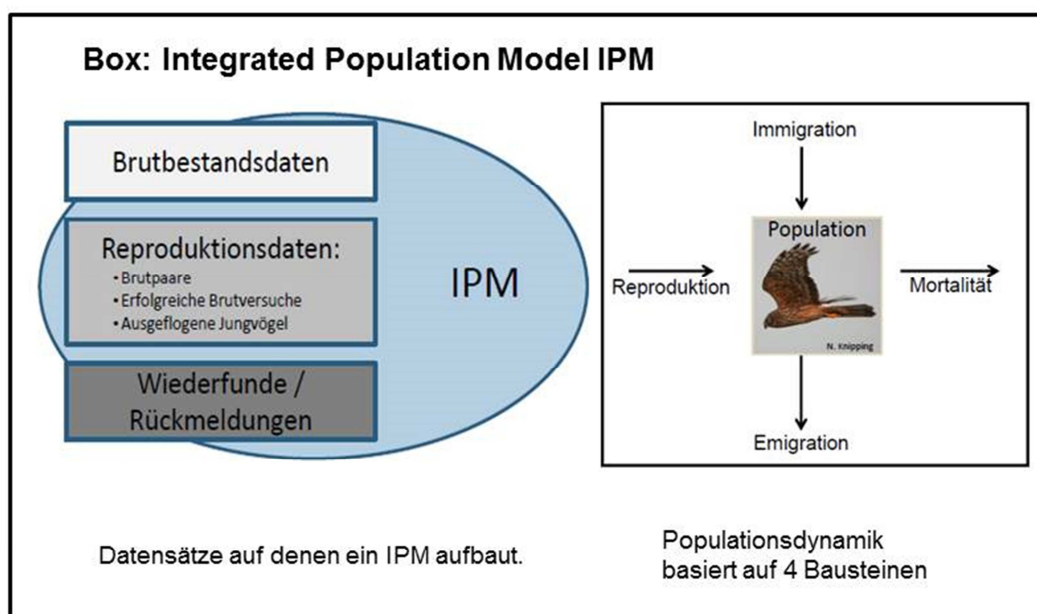 Box: Integrated Population Model IPM
Brutbestandsdaten
Reproduktionsdaten:
• Brutpaare
• Erfolgreiche Brutversuche
• Ausgeflogene Jungvögel
Wiederfunde /
Rückmeldungen
IPM
Immigration
Population
Reproduktion
Mortalität
N. Knipping
Emigration
Datensätze auf denen ein IPM aufbaut.
Populationsdynamik
basiert auf 4 Bausteinen